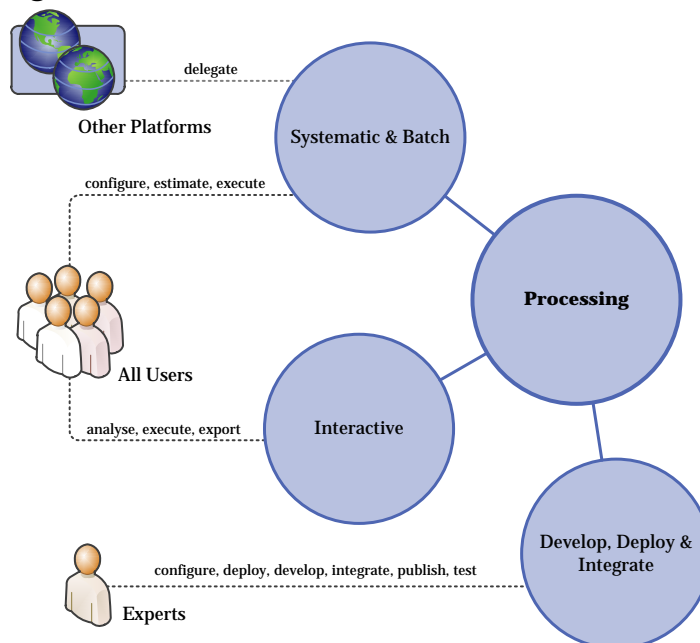 delegate
Other Platforms
Systematic & Batch
configure, estimate, execute
Processing
All Users
analyse, execute, export
Interactive
Develop, Deploy &
Integrate
configure, deploy, develop, integrate, publish, test
Experts